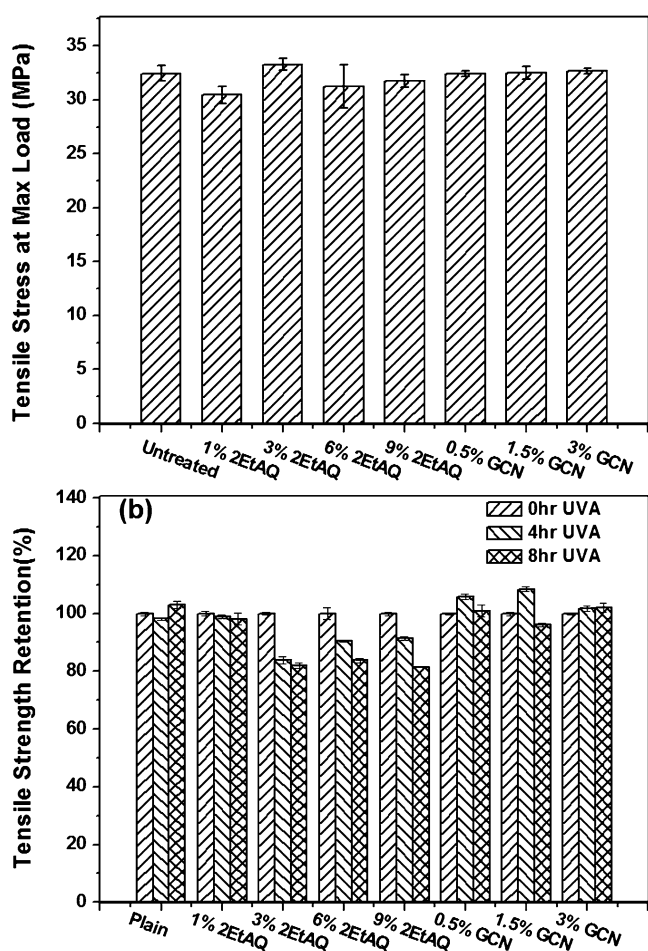 Tensile Stress at Max Load (MPa)
35
30
25
20
15
10
5
0
Untreated
1% 2EtAQ
3% 2EtAQ
6% 2EtAQ
9% 2EtAQ
0.5% GCN
1.5% GCN
3% GCN
Tensile Strength Retention(%)
140
120
100
80
60
40
20
0
(b)
0hr UVA
4hr UVA
8hr UVA
Plain
1% 2EtAQ
3% 2EtAQ
6% 2EtAQ
9% 2EtAQ
0.5% GCN
1.5% GCN
3% GCN